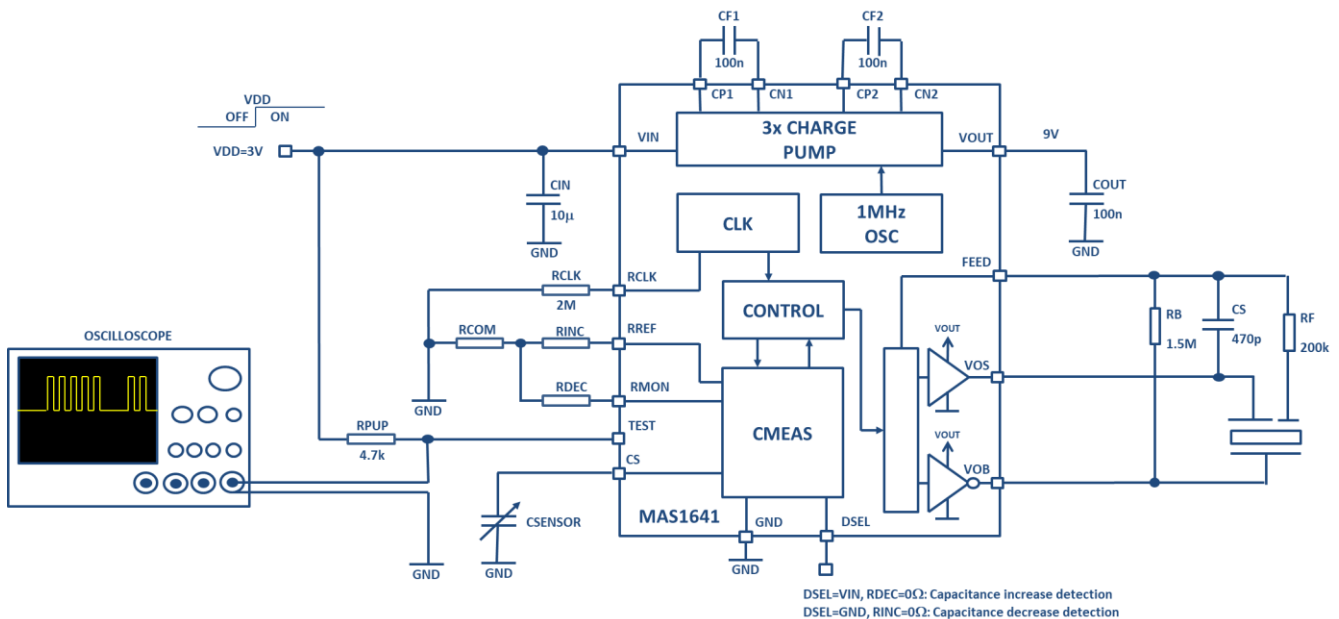 CF1
CF2
100n
100n
CP1
CN1
CP2
CN2
VDD
OFF
ON
VDD=3V
VIN
3x CHARGE
PUMP
VOUT
9V
CIN
10μ
GND
CLK
1MHz
OSC
COUT
100n
GND
FEED
RCLK
RCLK
2M
CONTROL
RB
1.5M
CS
470p
RF
200k
OSCILLOSCOPE
RCOM
RINC
RREF
VOUT
VOS
GND
RDEC
RMON
CMEAS
RPUP
4.7k
TEST
VOUT
CS
VOB
CSENSOR
MAS1641
GND
DSEL
GND
GND
GND
DSEL=VIN, RDEC=0Ω: Capacitance increase detection
DSEL=GND, RINC=0Ω: Capacitance decrease detection